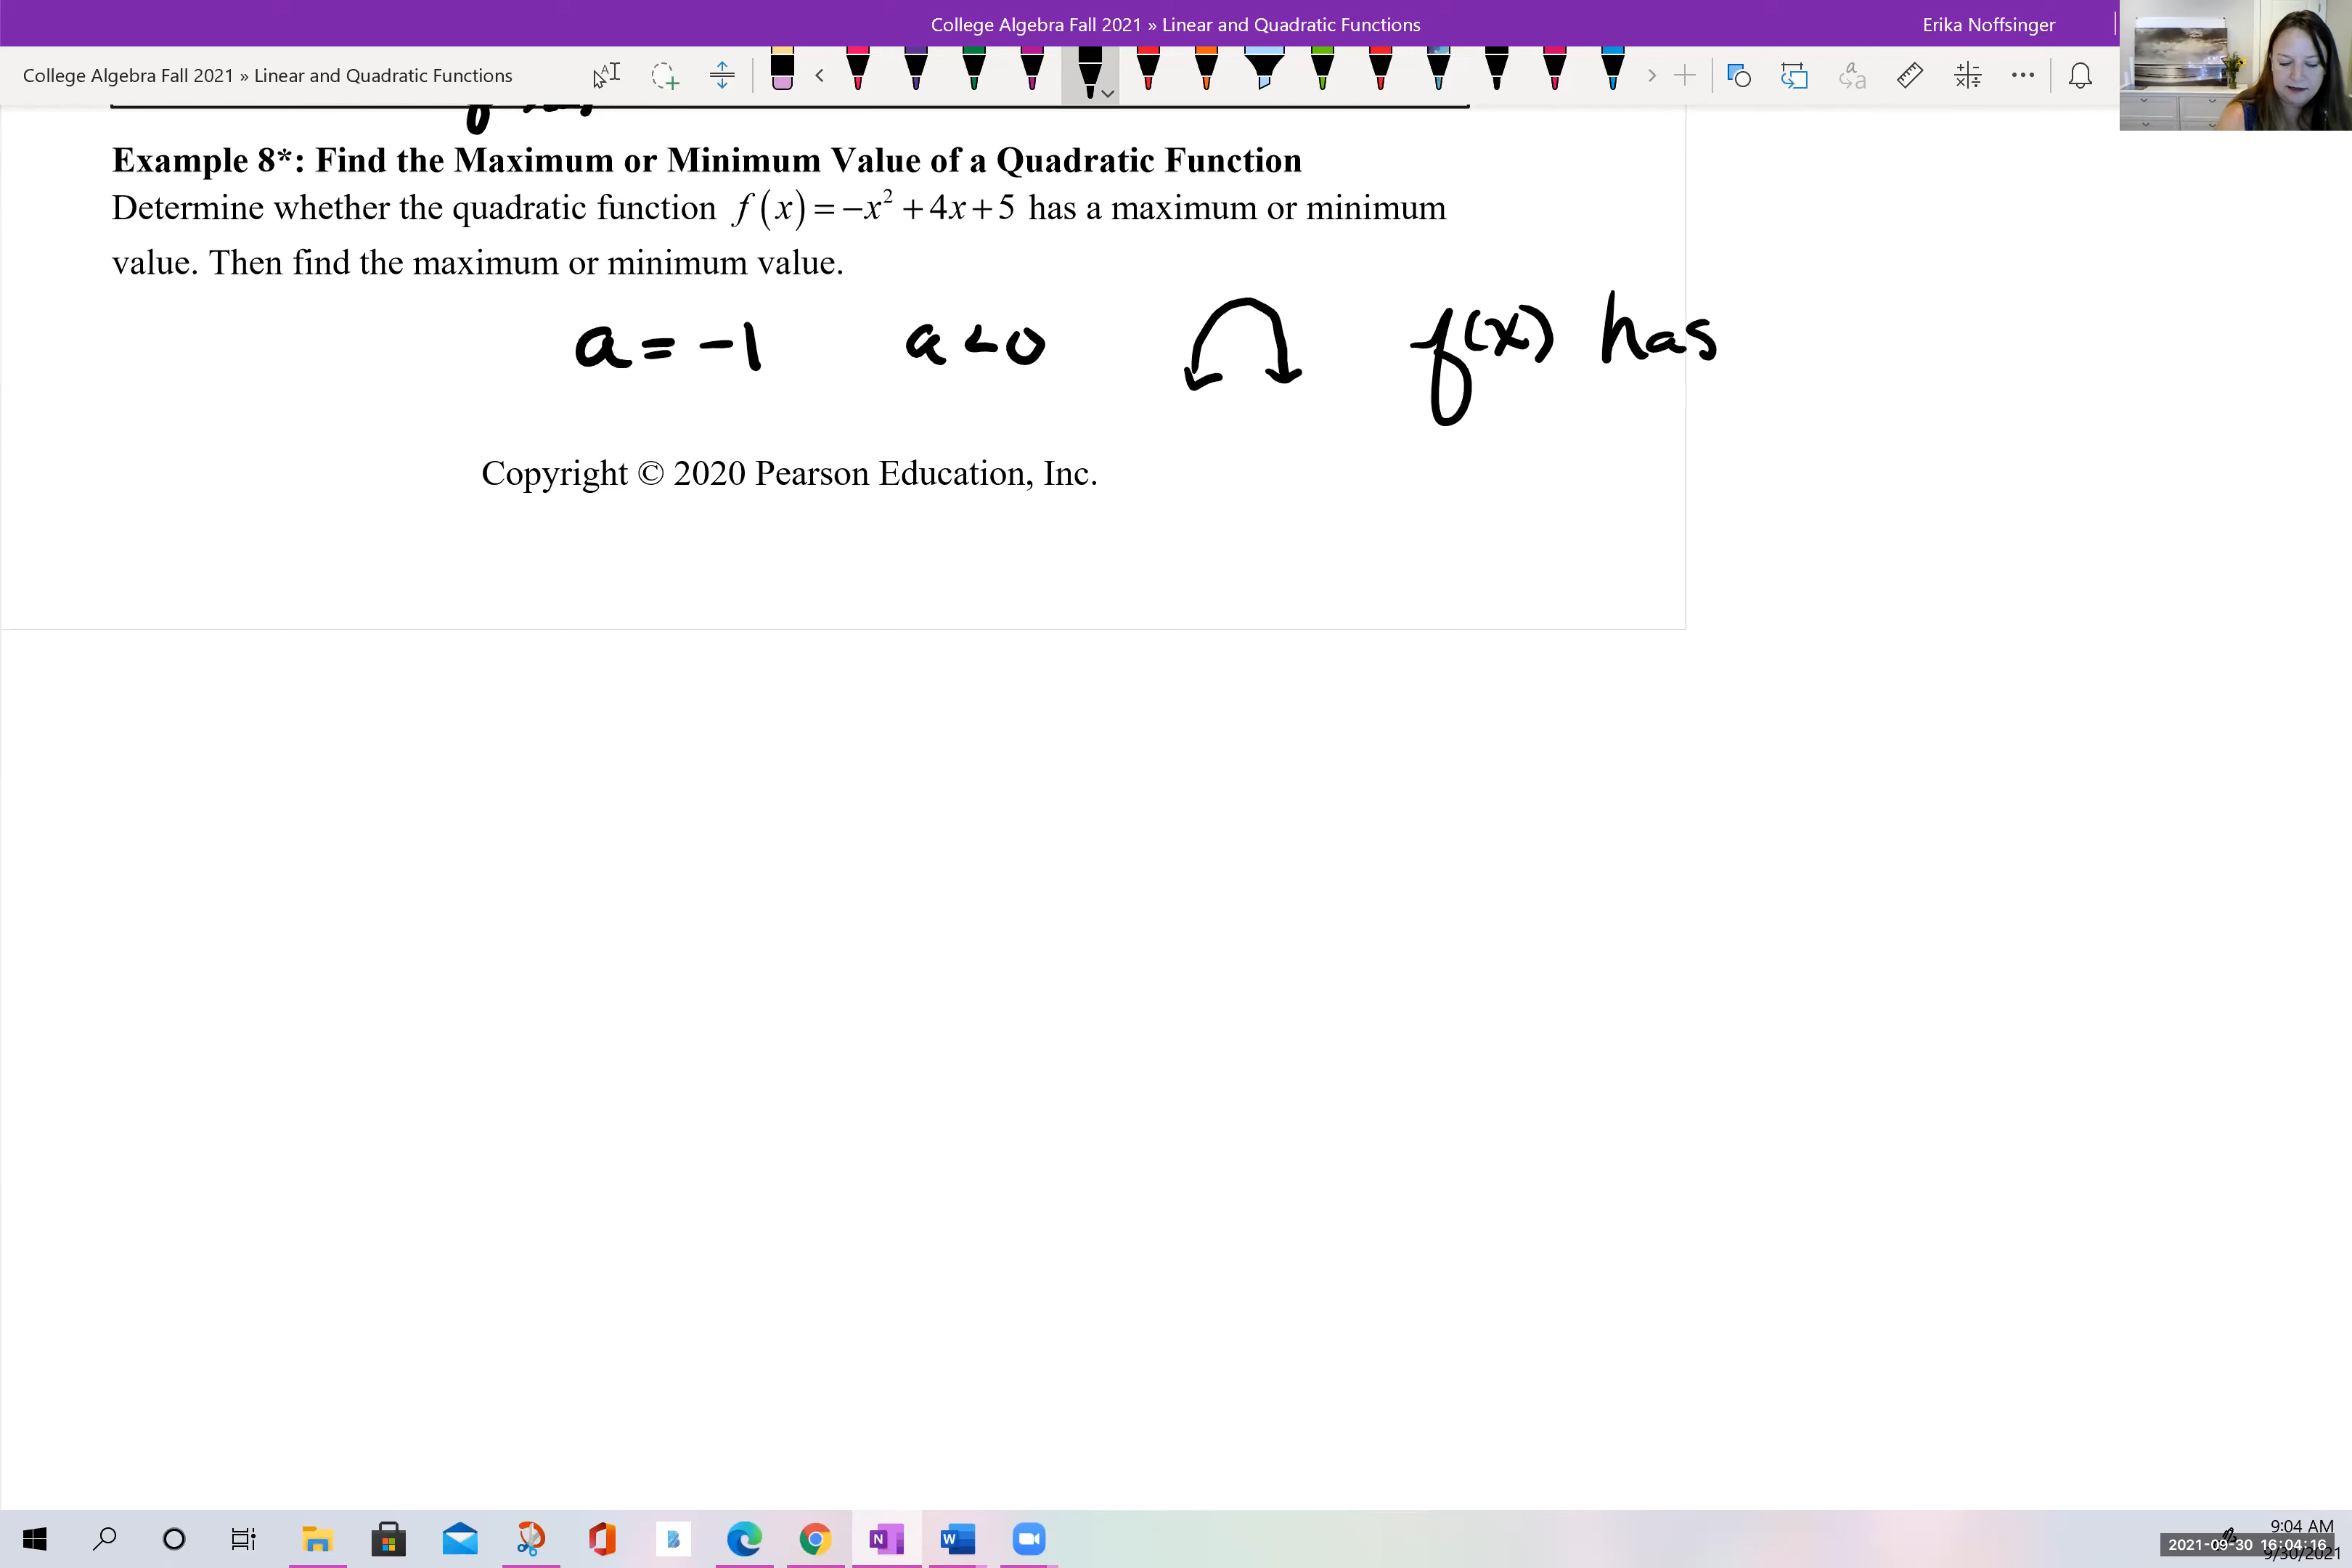 College Algebra Fall 2021 » Linear and Quadratic Functions
Erika Noffsinger
College Algebra Fall 2021 » Linear and Quadratic Functions
Example 8*: Find the Maximum or Minimum Value of a Quadratic Function
Determine whether the quadratic function f(x) = −x² + 4x + 5 has a maximum or minimum
value. Then find the maximum or minimum value.
a = -1 a < 0 f(x) has
Copyright © 2020 Pearson Education, Inc.
9:04 AM
2021-09-30 16:04:16
9/30/2021